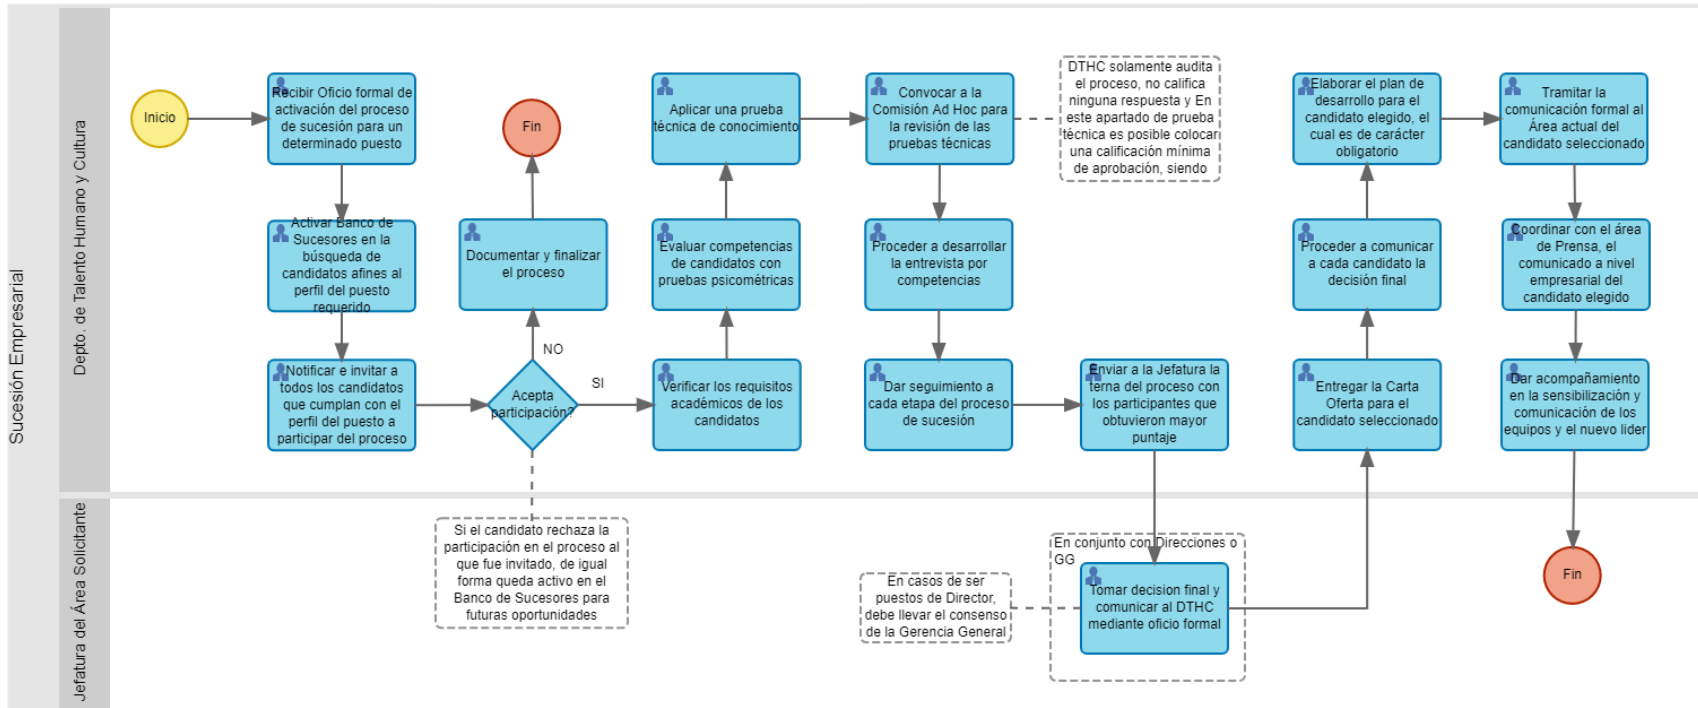 Sucesión Empresarial
Depto. de Talento Humano y Cultura
Inicio
Recibir Oficio formal de
activación del proceso
de sucesión para un
determinado puesto
Activar Banco de
Sucesores en la
búsqueda de
candidatos afines al
perfil del puesto
requerido
Notificar e invitar a
todos los candidatos
que cumplan con el
perfil del puesto a
participar del proceso
Acepta
participación?
NO
SI
Documentar y finalizar
el proceso
Fin
Verificar los requisitos
académicos de los
candidatos
Evaluar competencias
de candidatos con
pruebas psicométricas
Aplicar una prueba
técnica de conocimiento
Convocar a la
Comisión Ad Hoc para
la revisión de las
pruebas técnicas
DTHC solamente audita
el proceso, no califica
ninguna respuesta y En
este apartado de prueba
técnica es posible colocar
una calificación mínima
de aprobación, siendo
Proceder a desarrollar
la entrevista por
competencias
Dar seguimiento a
cada etapa del proceso
de sucesión
Enviar a la Jefatura la
terna del proceso con
los participantes que
obtuvieron mayor
puntaje
Entregar la Carta
Oferta para el
candidato seleccionado
Proceder a comunicar
a cada candidato la
decisión final
Elaborar el plan de
desarrollo para el
candidato elegido, el
cual es de carácter
obligatorio
Tramitar la
comunicación formal al
Área actual del
candidato seleccionado
Coordinar con el área
de Prensa, el
comunicado a nivel
empresarial del
candidato elegido
Dar acompañamiento
en la sensibilización y
comunicación de los
equipos y el nuevo lider
Jefatura del Área Solicitante
Si el candidato rechaza la
participación en el proceso al
que fue invitado, de igual
forma queda activo en el
Banco de Sucesores para
futuras oportunidades
En casos de ser
puestos de Director,
debe llevar el consenso
de la Gerencia General
En conjunto con Direcciones o
GG
Tomar decision final y
comunicar al DTHC
mediante oficio formal
Fin